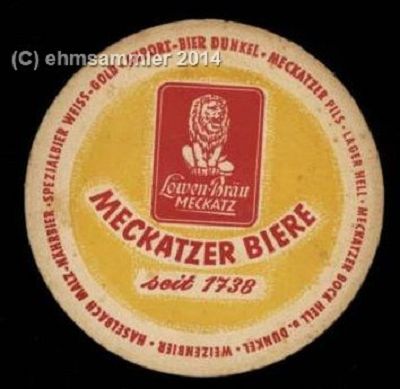 (C) ehmsammler 2014
SPEZIALBIER WEISS-GOLD · EXPORT-BIER DUNKEL · MECKATZER PILS · LAGER HELL · MECKATZER BOCK HELL u. DUNKEL · WEIZENBIER · HASELBACH MALZ-NÄHRBIER ·
Löwen-Bräu
MECKATZ
MECKATZER BIERE
seit 1738